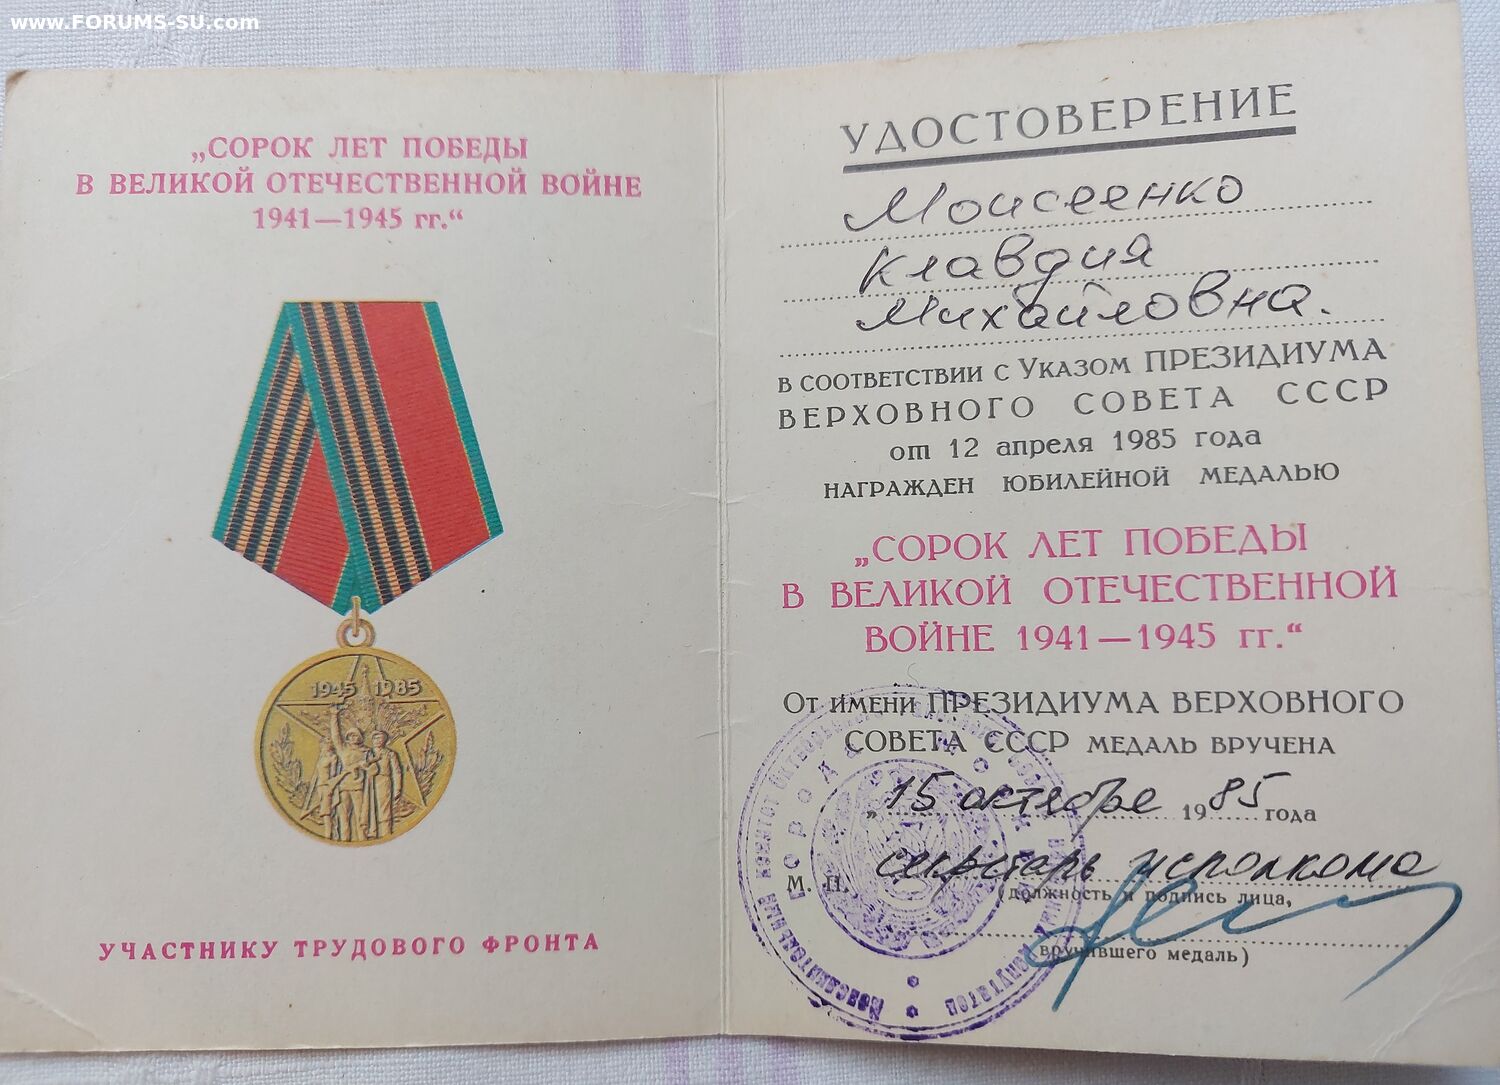 www.FORUMS-SU.com
„СОРОК ЛЕТ ПОБЕДЫ
В ВЕЛИКОЙ ОТЕЧЕСТВЕННОЙ ВОЙНЕ
1941—1945 гг.“
1945 1985
УЧАСТНИКУ ТРУДОВОГО ФРОНТА
УДОСТОВЕРЕНИЕ
Моисеенко
Клавдия
Михайловна.
В СООТВЕТСТВИИ С УКАЗОМ ПРЕЗИДИУМА
ВЕРХОВНОГО СОВЕТА СССР
от 12 апреля 1985 года
НАГРАЖДЕН ЮБИЛЕЙНОЙ МЕДАЛЬЮ
„СОРОК ЛЕТ ПОБЕДЫ
В ВЕЛИКОЙ ОТЕЧЕСТВЕННОЙ
ВОЙНЕ 1941—1945 гг.“
ОТ ИМЕНИ ПРЕЗИДИУМА ВЕРХОВНОГО
СОВЕТА СССР МЕДАЛЬ ВРУЧЕНА
„15 октября 1985 года
секретарь исполкома
М. П.
(должность и подпись лица,
вручившего медаль)